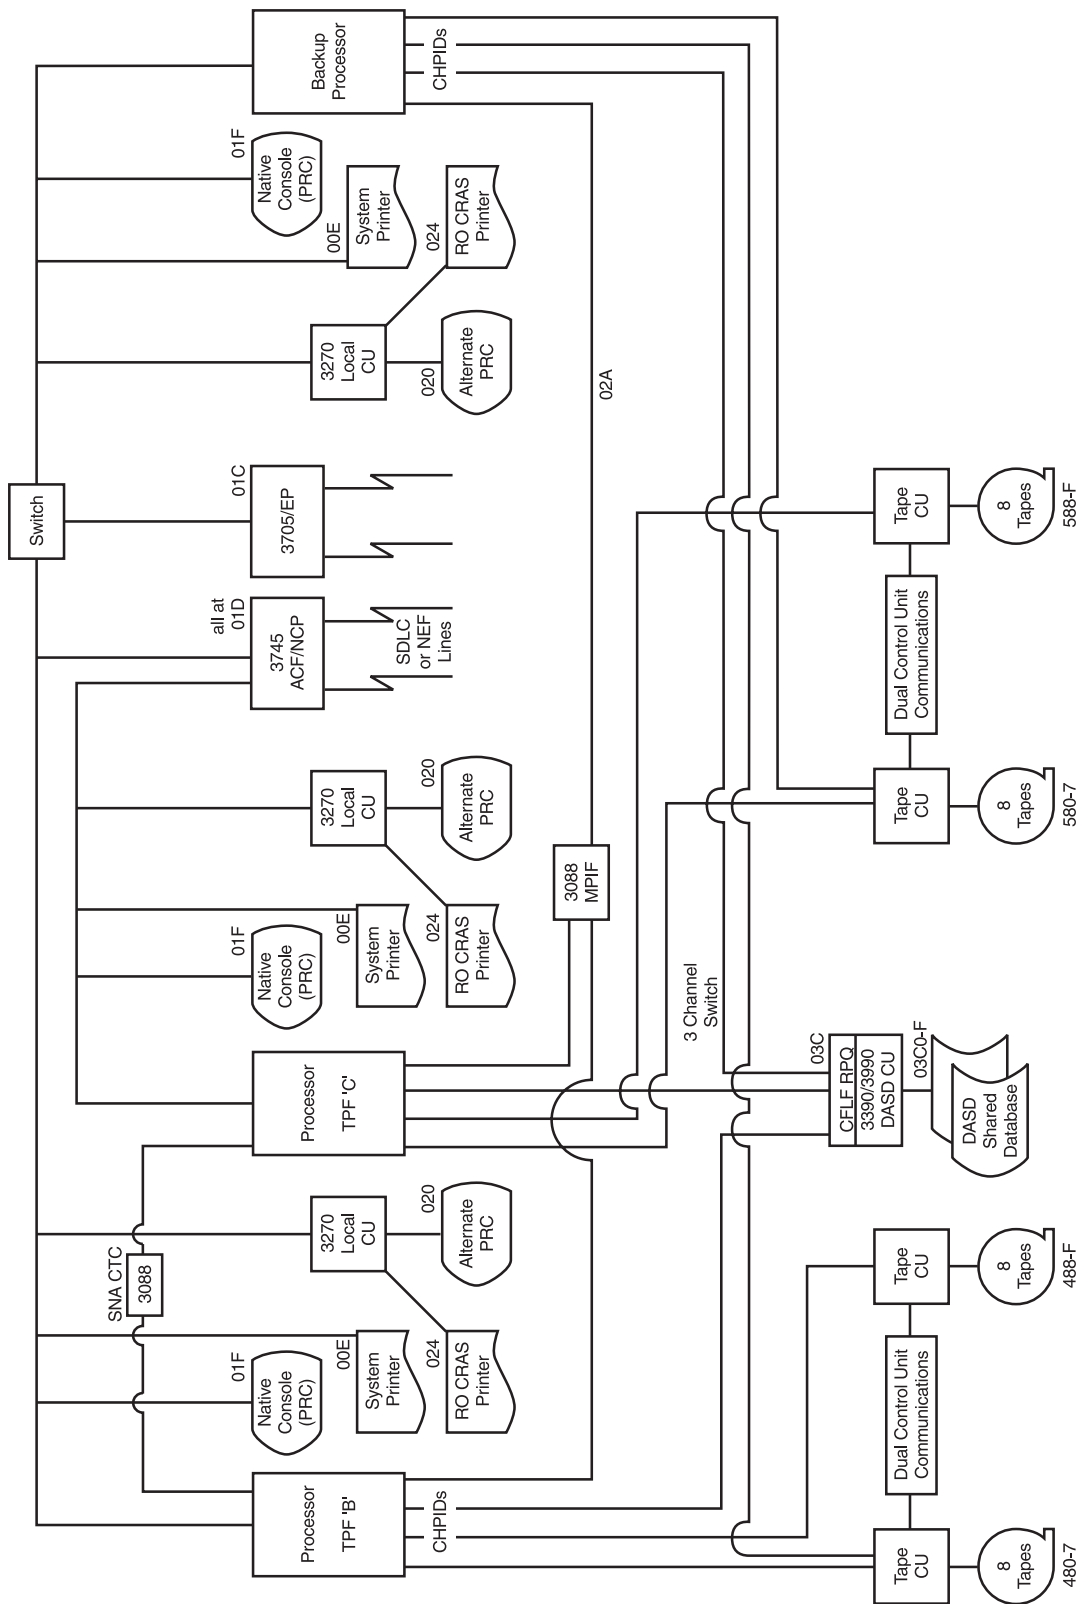 Processor
TPF 'B'
CHPIDs
Native
Console
(PRC)
01F
System
Printer
00E
RO CRAS
Printer
024
3270
Local
CU
Alternate
PRC
020
SNA CTC
3088
Processor
TPF 'C'
Native
Console
(PRC)
01F
System
Printer
00E
RO CRAS
Printer
024
3270
Local
CU
Alternate
PRC
020
3745
ACF/NCP
all at
01D
SDLC
or NEF
Lines
3705/EP
01C
Switch
3270
Local
CU
Alternate
PRC
020
System
Printer
00E
RO CRAS
Printer
024
Native
Console
(PRC)
01F
Backup
Processor
CHPIDs
3088
MPIF
02A
3 Channel
Switch
03C
CFLF RPQ
3390/3990
DASD CU
03C0-F
DASD
Shared
Database
Tape
CU
8
Tapes
480-7
Dual Control Unit
Communications
Tape
CU
8
Tapes
488-F
Tape
CU
8
Tapes
580-7
Dual Control Unit
Communications
Tape
CU
8
Tapes
588-F